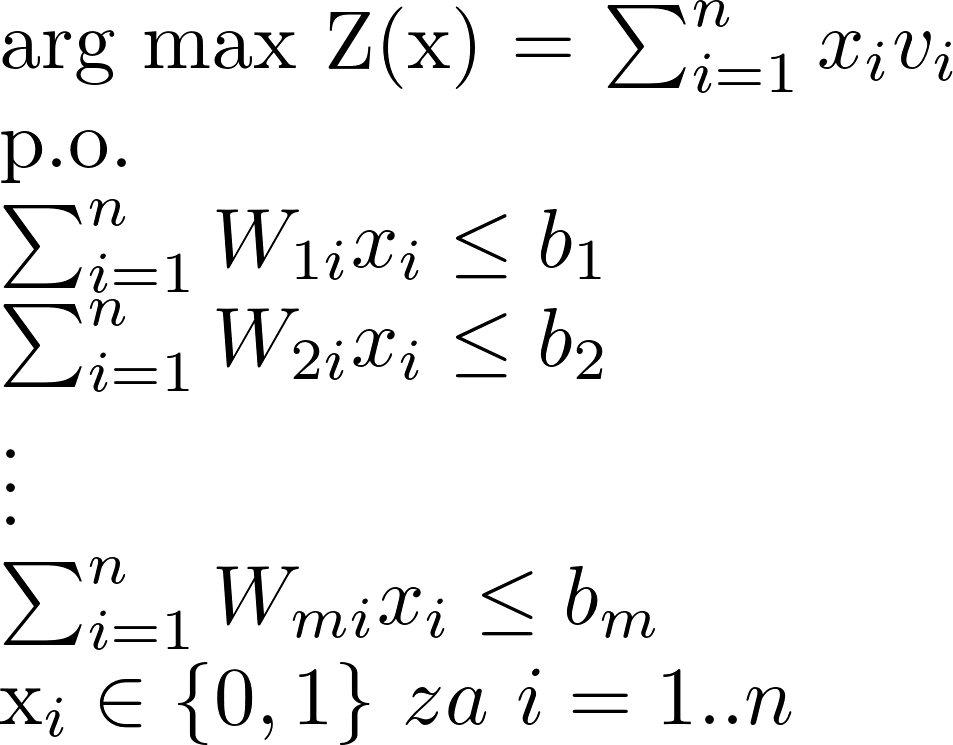 arg max Z(x) = ∑ⁿᵢ₌₁ xᵢvᵢ
p.o.
∑ⁿᵢ₌₁ W₁ᵢxᵢ ≤ b₁
∑ⁿᵢ₌₁ W₂ᵢxᵢ ≤ b₂
⋮
∑ⁿᵢ₌₁ Wₘᵢxᵢ ≤ bₘ
xᵢ ∈ {0, 1} za i = 1..n